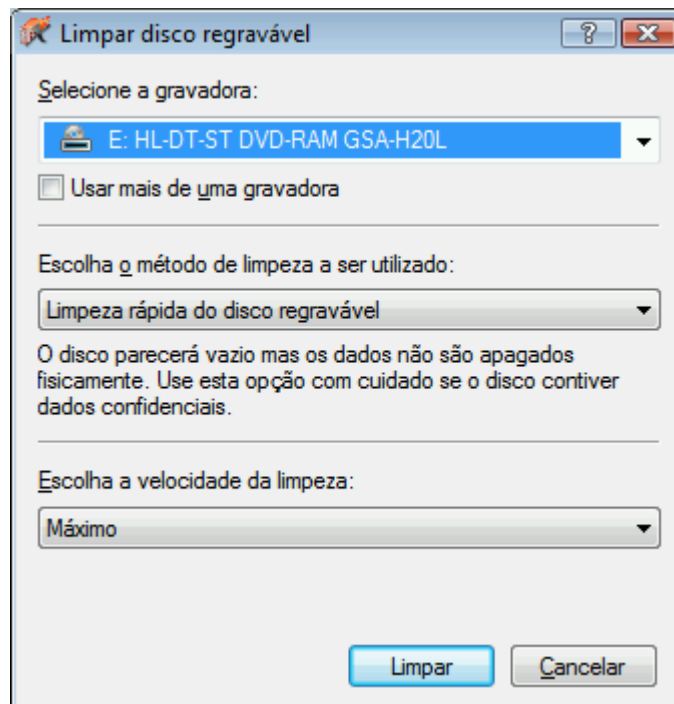 Limpar disco regravável
Selecione a gravadora:
E: HL-DT-ST DVD-RAM GSA-H20L
Usar mais de uma gravadora
Escolha o método de limpeza a ser utilizado:
Limpeza rápida do disco regravável
O disco parecerá vazio mas os dados não são apagados
fisicamente. Use esta opção com cuidado se o disco contiver
dados confidenciais.
Escolha a velocidade da limpeza:
Máximo
Limpar
Cancelar